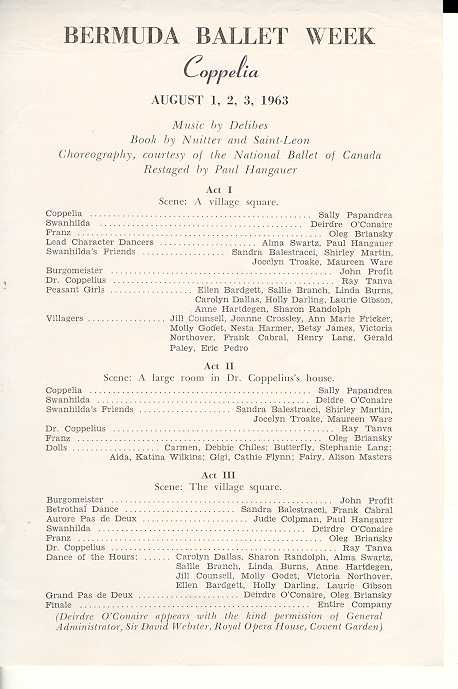 BERMUDA BALLET WEEK
Coppelia
AUGUST 1, 2, 3, 1963
Music by Delibes
Book by Nuitter and Saint-Leon
Choreography, courtesy of the National Ballet of Canada
Restaged by Paul Hangauer
Act I
Scene: A village square.
Coppelia ........ Sally Papandrea
Swanhilda ........ Deirdre O'Conaire
Franz ........ Oleg Briansky
Lead Character Dancers ........ Alma Swartz, Paul Hangauer
Swanhilda's Friends ........ Sandra Balestracci, Shirley Martin,
Jocelyn Troake, Maureen Ware
Burgomeister ........ John Profit
Dr. Coppelius ........ Ray Tanva
Peasant Girls ........ Ellen Bardgett, Sallie Branch, Linda Burns,
Carolyn Dallas, Holly Darling, Laurie Gibson,
Anne Hartdegen, Sharon Randolph
Villagers ........ Jill Counsell, Joanne Crossley, Ann Marie Fricker,
Molly Godet, Nesta Harmer, Betsy James, Victoria
Northover, Frank Cabral, Henry Lang, Gerald
Paley, Eric Pedro
Act II
Scene: A large room in Dr. Coppelius's house.
Coppelia ........ Sally Papandrea
Swanhilda ........ Deidre O'Conaire
Swanhilda's Friends ........ Sandra Balestracci, Shirley Martin,
Jocelyn Troake, Maureen Ware
Dr. Coppelius ........ Ray Tanva
Franz ........ Oleg Briansky
Dolls ........ Carmen, Debbie Chiles; Butterfly, Stephanie Lang;
Aida, Katina Wilkins; Gigi, Cathie Flynn; Fairy, Alison Masters
Act III
Scene: The village square.
Burgomeister ........ John Profit
Betrothal Dance ........ Sandra Balestracci, Frank Cabral
Aurore Pas de Deux ........ Judie Colpman, Paul Hangauer
Swanhilda ........ Deirdre O'Conaire
Franz ........ Oleg Briansky
Dr. Coppelius ........ Ray Tanva
Dance of the Hours: ...... Carolyn Dallas, Sharon Randolph, Alma Swartz,
Sallie Branch, Linda Burns, Anne Hartdegen,
Jill Counsell, Molly Godet, Victoria Northover,
Ellen Bardgett, Holly Darling, Laurie Gibson
Grand Pas de Deux ........ Deirdre O'Conaire, Oleg Briansky
Finale ........ Entire Company
(Deirdre O'Conaire appears with the kind permission of General
Administrator, Sir David Webster, Royal Opera House, Covent Garden)